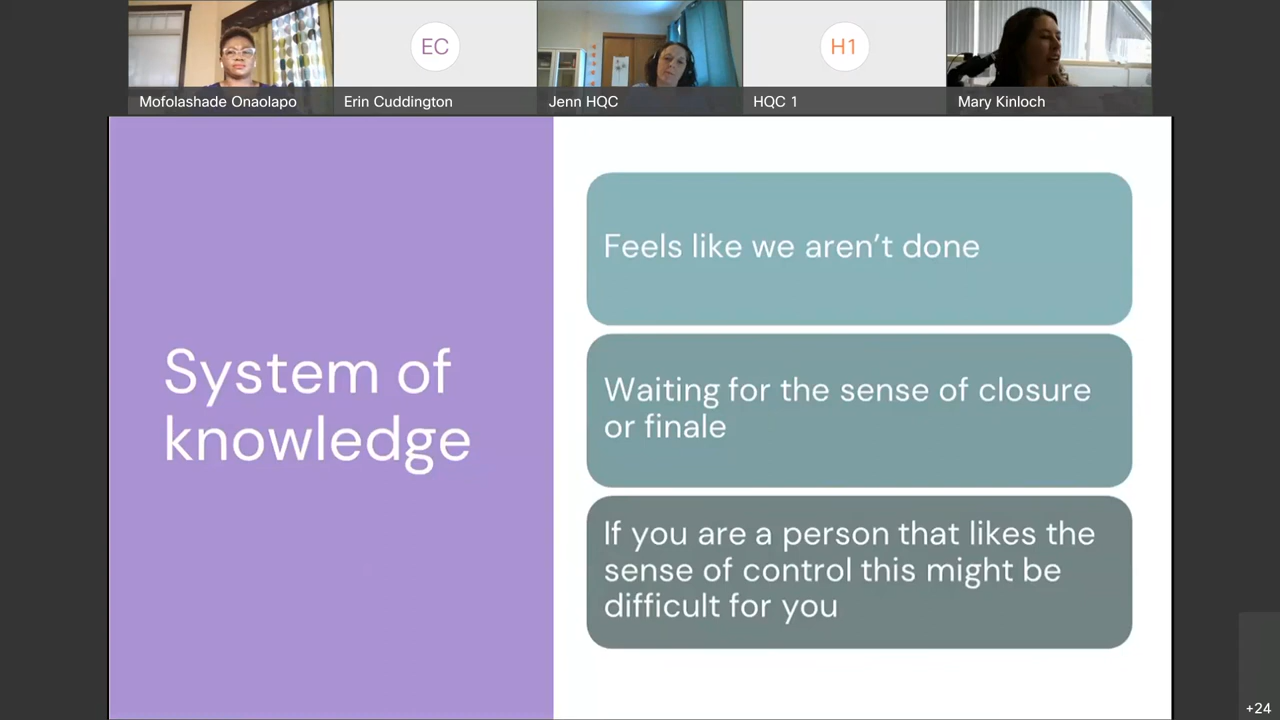 EC
H1
Mofolashade Onaolapo
Erin Cuddington
Jenn HQC
HQC 1
Mary Kinloch
System of
knowledge
Feels like we aren’t done
Waiting for the sense of closure
or finale
If you are a person that likes the
sense of control this might be
difficult for you
+24